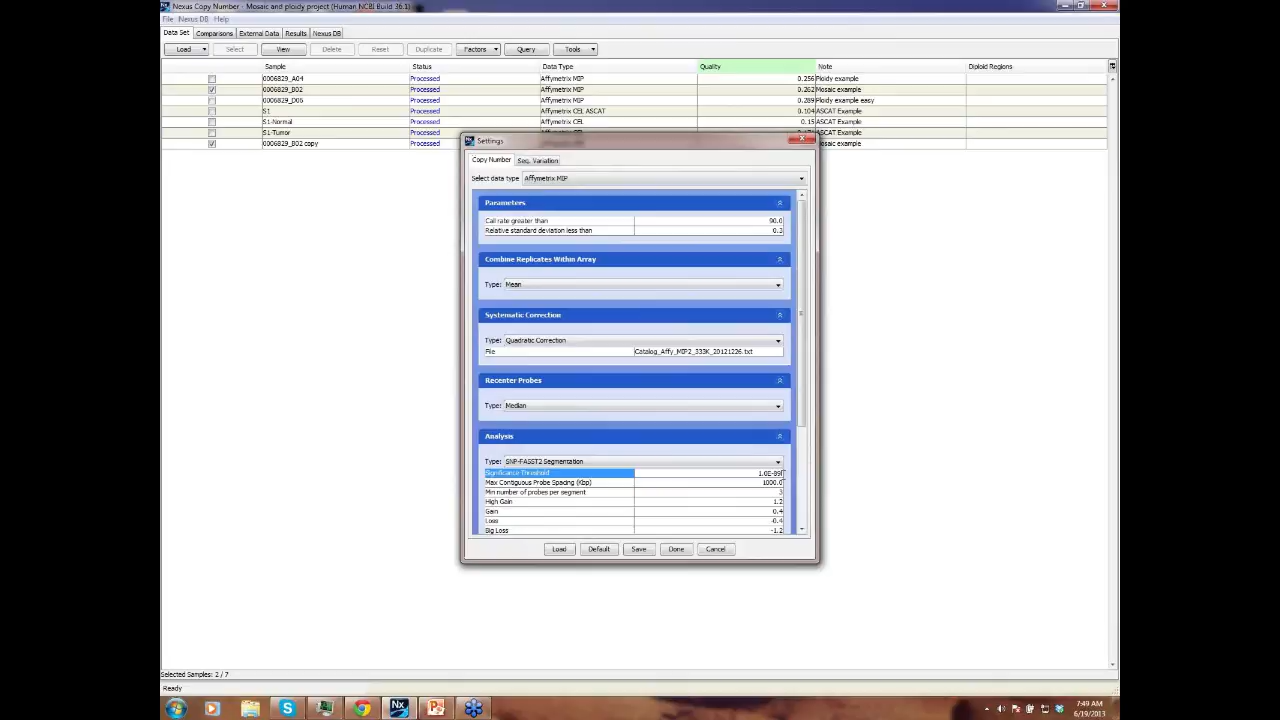 Nexus Copy Number - Mosaic and ploidy project (Human NCBI Build 36.1)
File Nexus DB Help
Data Set Comparisons External Data Results Nexus DB
Load Select View Delete Reset Duplicate Factors Query Tools
Sample Status Data Type Quality Note Diploid Regions
0006829_A04 Processed Affymetrix MIP 0.256 Ploidy example
0006829_B02 Processed Affymetrix MIP 0.262 Mosaic example
0006829_D06 Processed Affymetrix MIP 0.289 Ploidy example easy
S1 Processed Affymetrix CEL ASCAT 0.104 ASCAT Example
S1-Normal Processed Affymetrix CEL 0.15 ASCAT Example
S1-Tumor Processed ASCAT Example
0006829_B02 copy Processed Mosaic example
Settings
Copy Number Seq. Variation
Select data type Affymetrix MIP
Parameters
Call rate greater than 90.0
Relative standard deviation less than 0.3
Combine Replicates Within Array
Type: Mean
Systematic Correction
Type: Quadratic Correction
File Catalog_Affy_MIP2_333K_20121226.txt
Recenter Probes
Type: Median
Analysis
Type: SNP-FASST2 Segmentation
Significance Threshold 1.0E-89
Max Contiguous Probe Spacing (Kbp) 1000.0
Min number of probes per segment 3
High Gain 1.2
Gain 0.4
Loss -0.4
Big Loss -1.2
Load Default Save Done Cancel
Selected Samples: 2 / 7
Ready
7:49 AM
6/19/2013